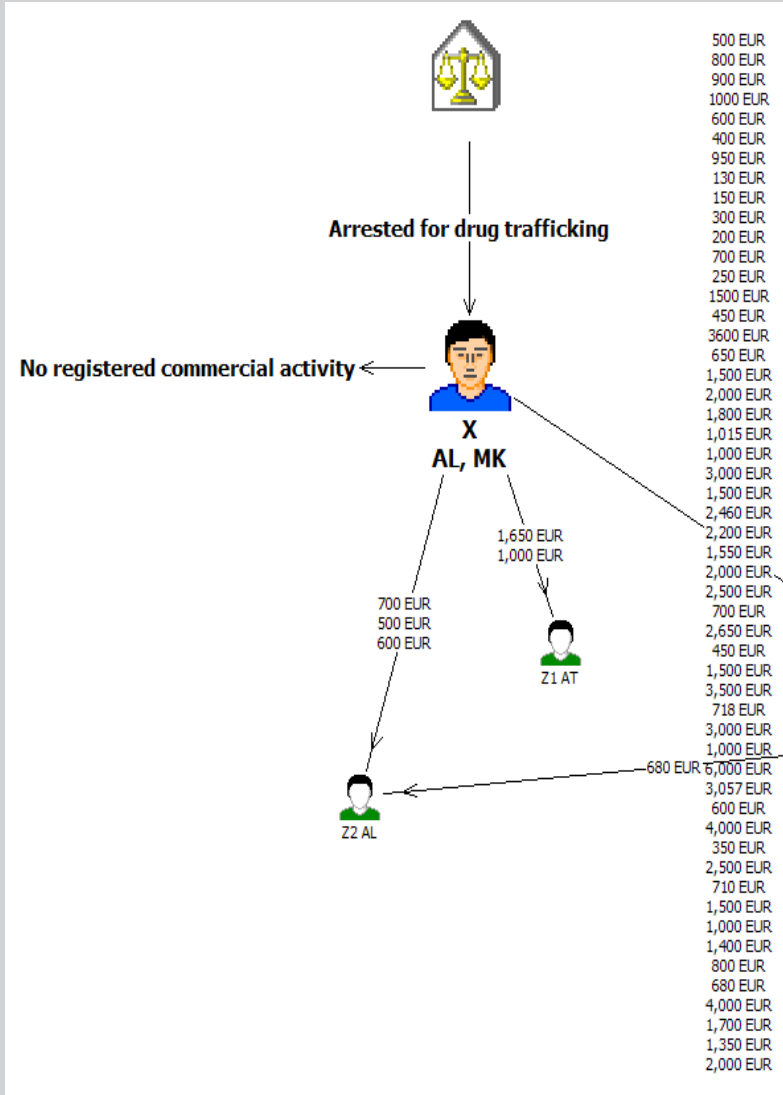 Arrested for drug trafficking
No registered commercial activity
X
AL, MK
1,650 EUR
1,000 EUR
700 EUR
500 EUR
600 EUR
Z1 AT
Z2 AL
680 EUR
500 EUR
800 EUR
900 EUR
1000 EUR
600 EUR
400 EUR
950 EUR
130 EUR
150 EUR
300 EUR
200 EUR
700 EUR
250 EUR
1500 EUR
450 EUR
3600 EUR
650 EUR
1,500 EUR
2,000 EUR
1,800 EUR
1,015 EUR
1,000 EUR
3,000 EUR
1,500 EUR
2,460 EUR
2,200 EUR
1,550 EUR
2,000 EUR
2,500 EUR
700 EUR
2,650 EUR
450 EUR
1,500 EUR
3,500 EUR
718 EUR
3,000 EUR
1,000 EUR
6,000 EUR
3,057 EUR
600 EUR
4,000 EUR
350 EUR
2,500 EUR
710 EUR
1,500 EUR
1,000 EUR
1,400 EUR
800 EUR
680 EUR
4,000 EUR
1,700 EUR
1,350 EUR
2,000 EUR